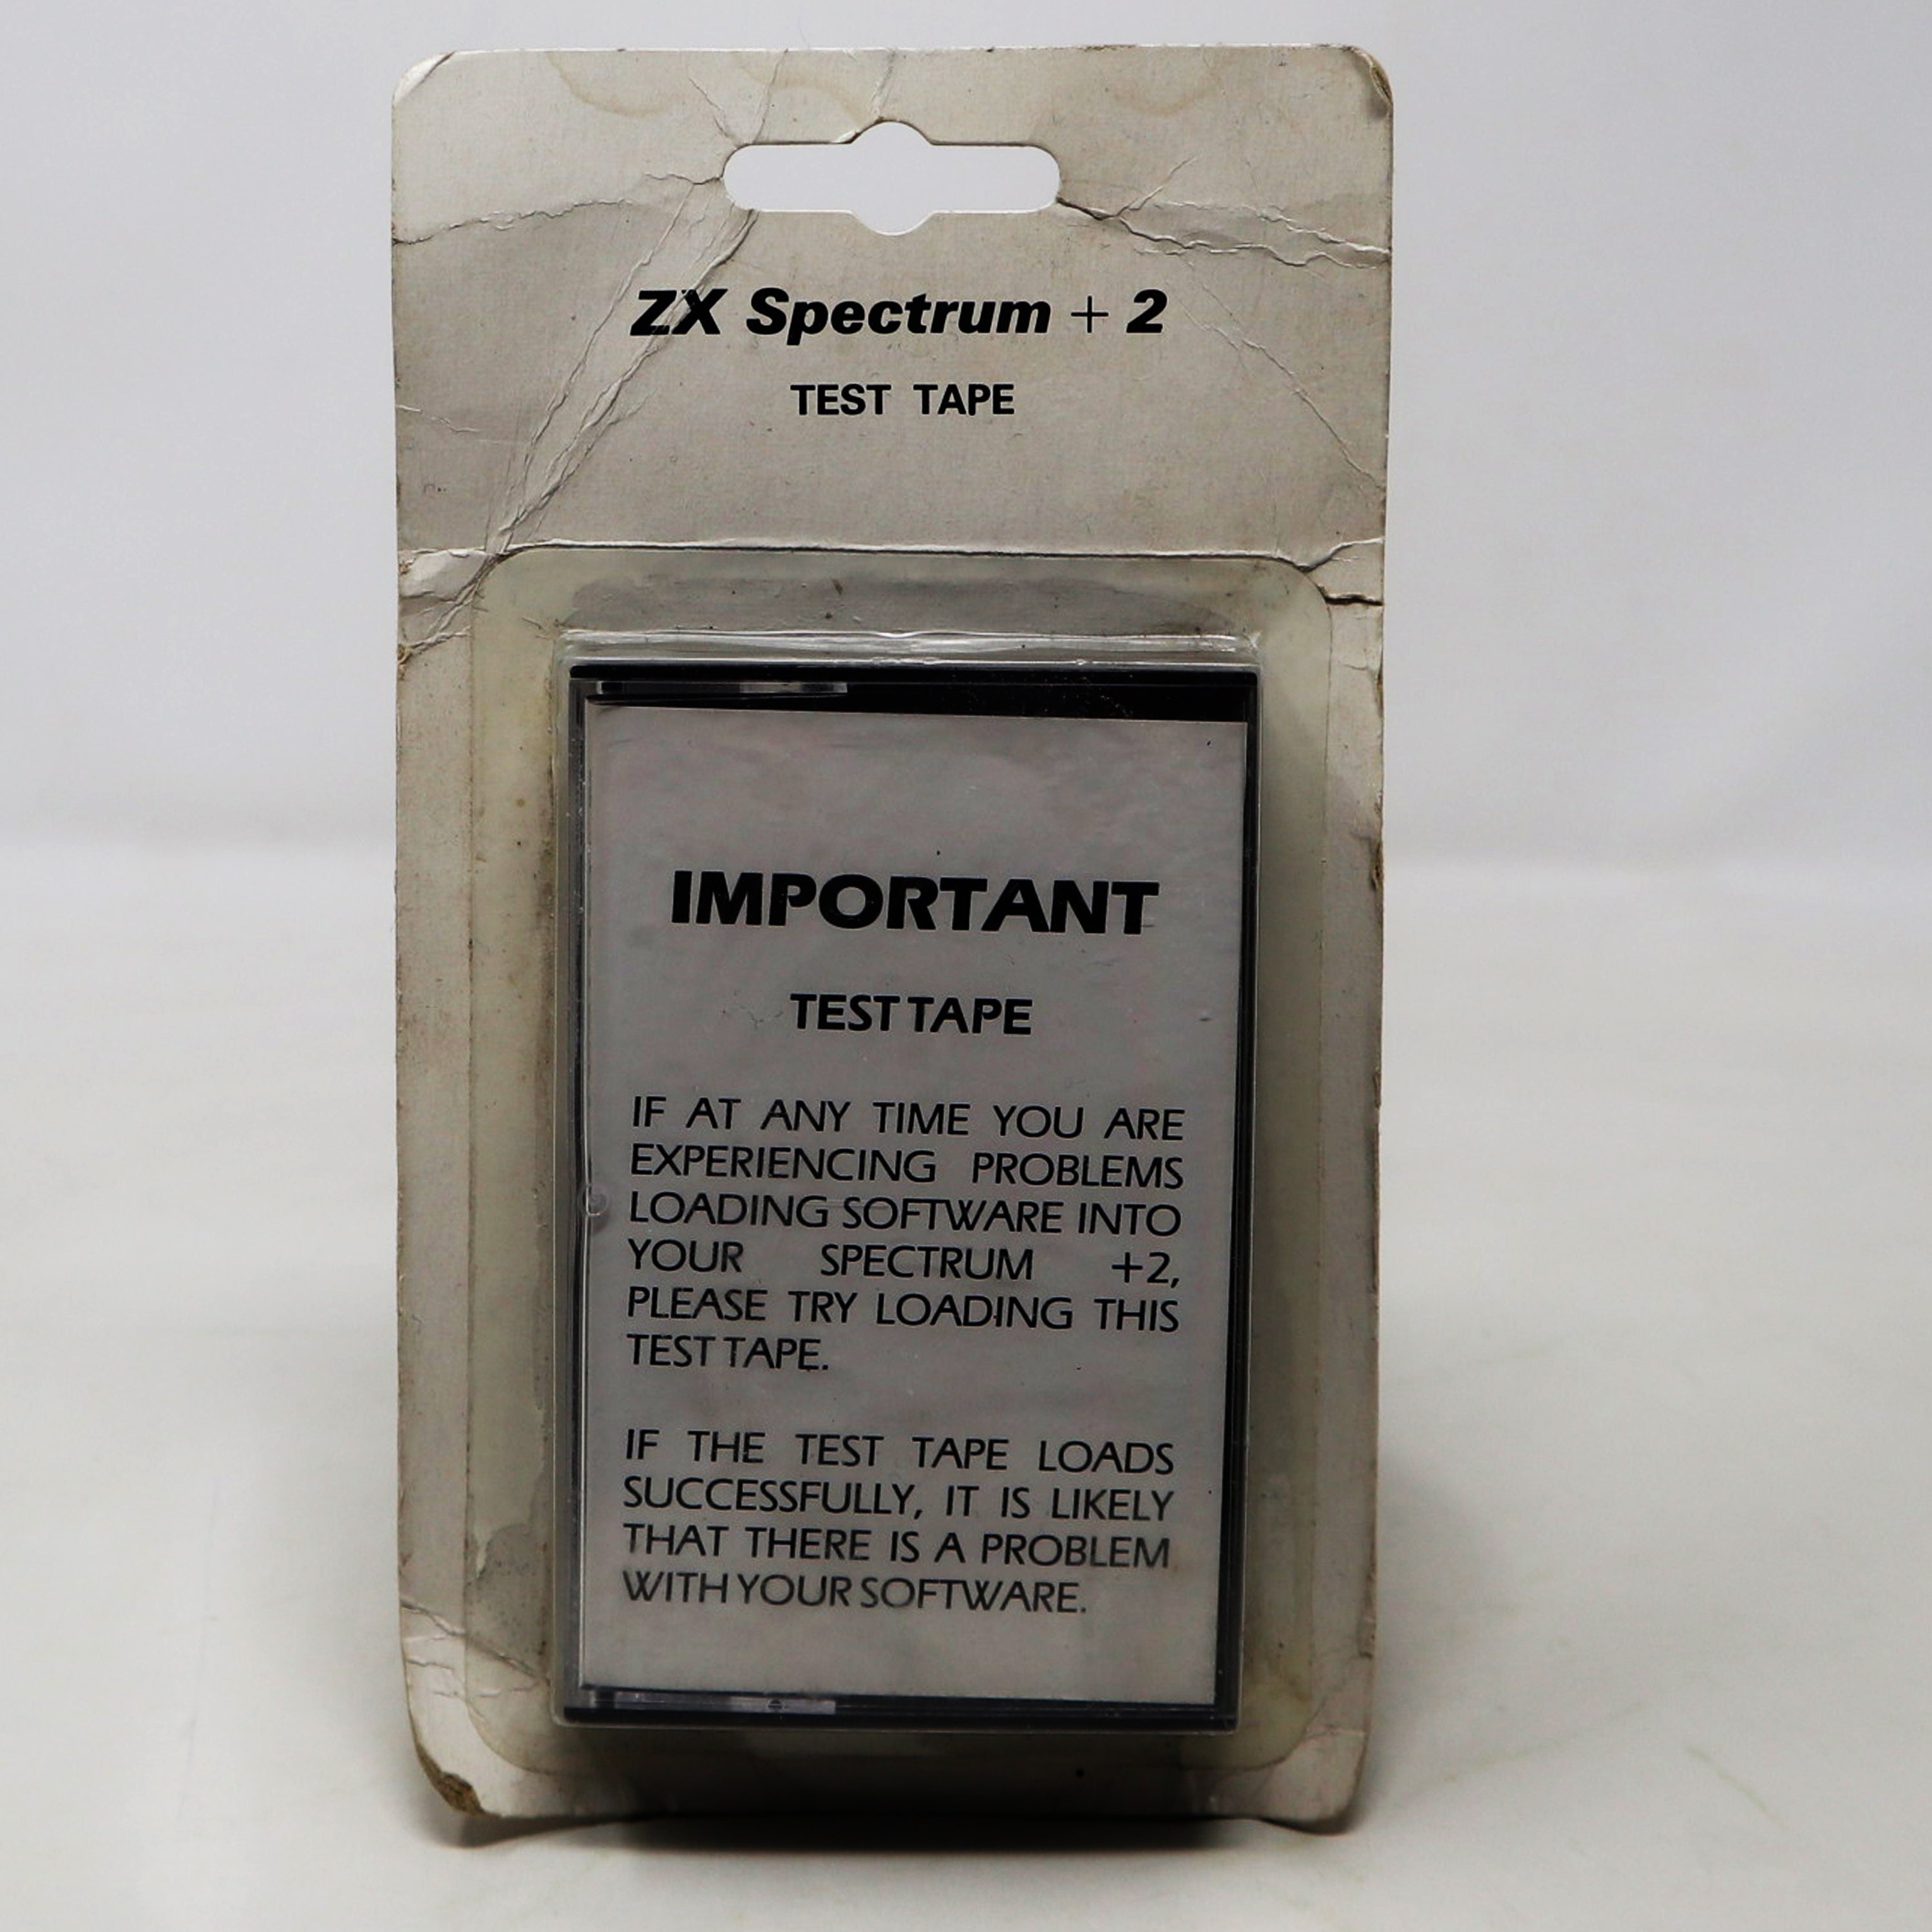 ZX Spectrum + 2
TEST TAPE
IMPORTANT
TEST TAPE
IF AT ANY TIME YOU ARE
EXPERIENCING PROBLEMS
LOADING SOFTWARE INTO
YOUR SPECTRUM +2,
PLEASE TRY LOADING THIS
TEST TAPE.
IF THE TEST TAPE LOADS
SUCCESSFULLY, IT IS LIKELY
THAT THERE IS A PROBLEM
WITH YOUR SOFTWARE.